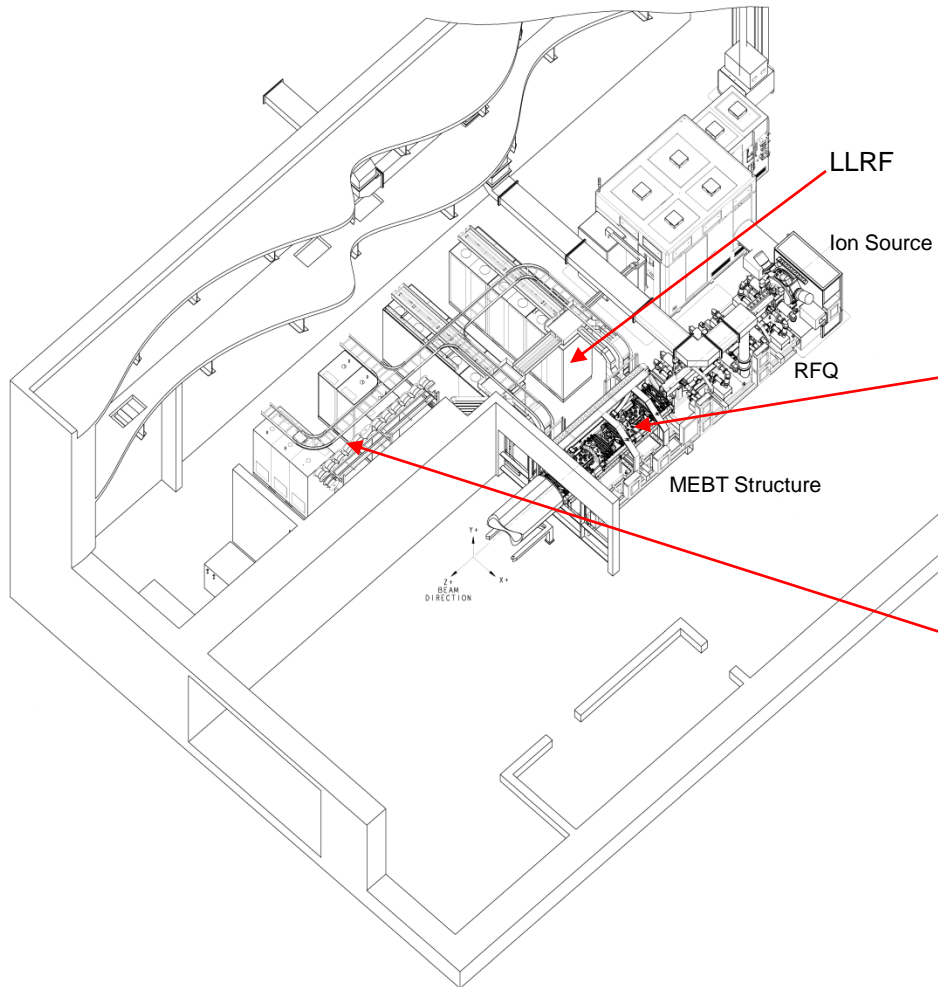 LLRF
Ion Source
RFQ
MEBT Structure
Y+
X+
Z+
BEAM
DIRECTION